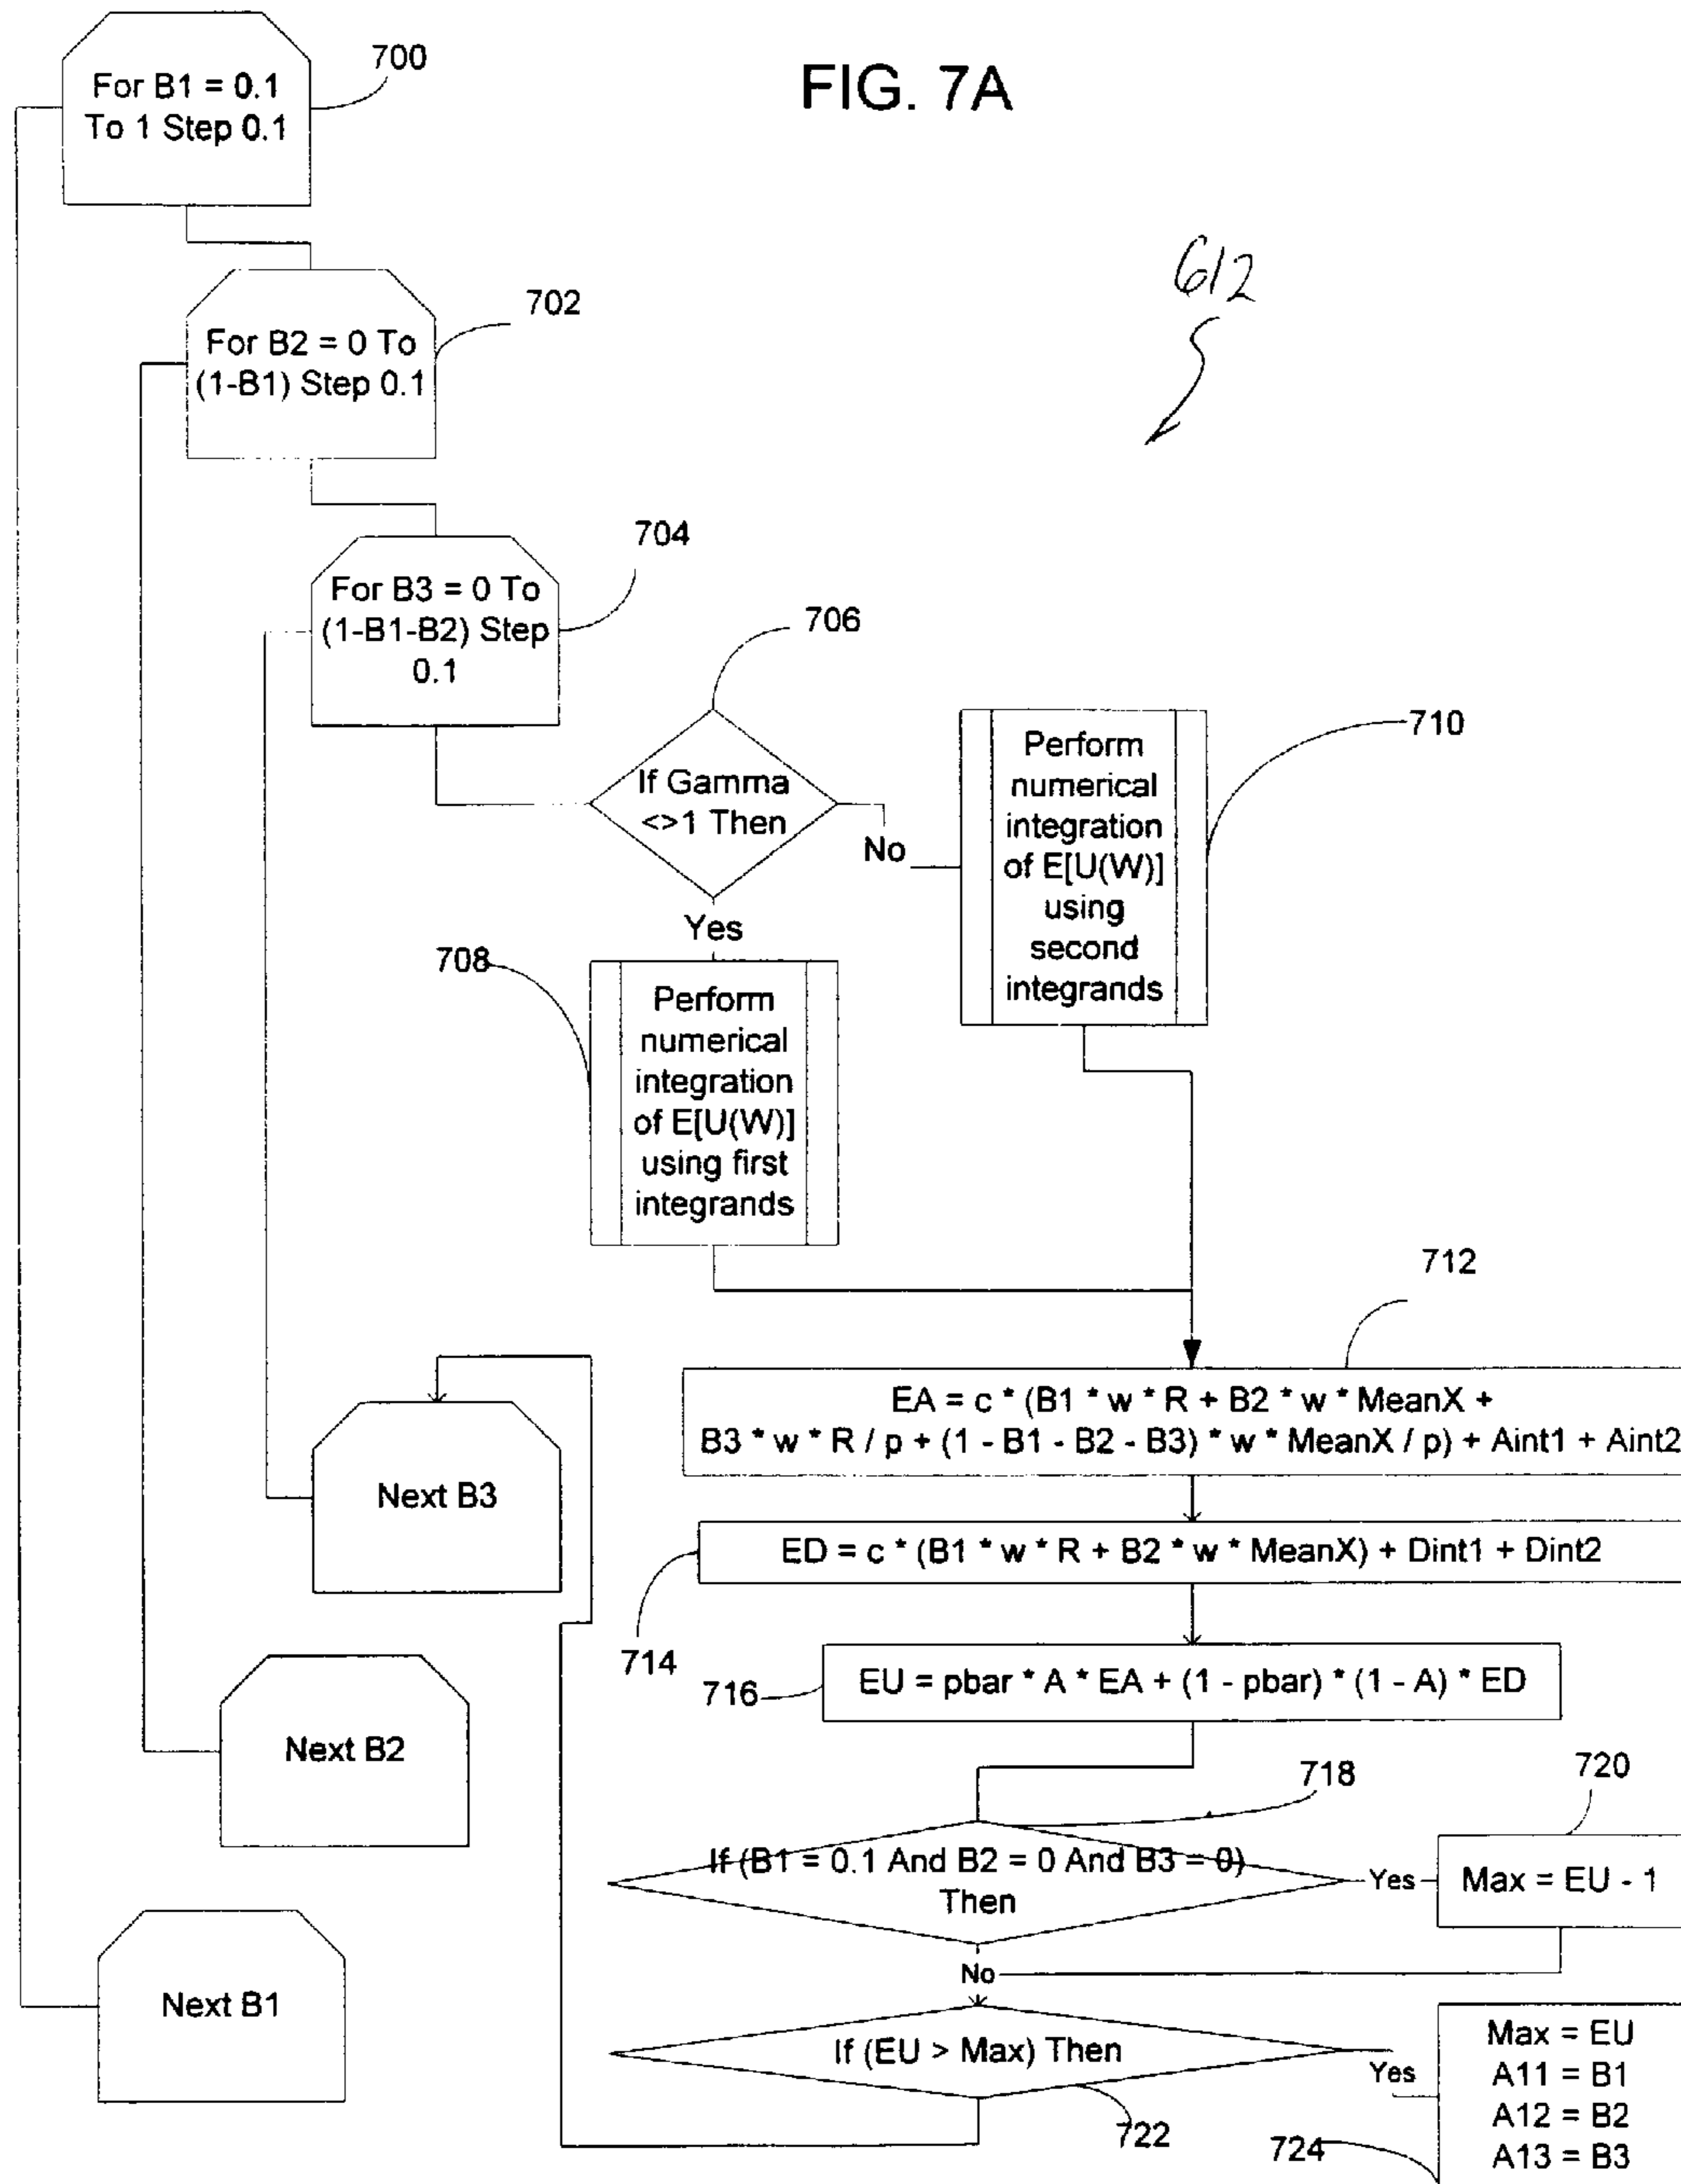 FIG. 7A
700
For B1 = 0.1
To 1 Step 0.1
612
702
For B2 = 0 To
(1-B1) Step 0.1
704
For B3 = 0 To
(1-B1-B2) Step
0.1
706
If Gamma
<>1 Then
No
Yes
710
Perform
numerical
integration
of E[U(W)]
using
second
integrands
708
Perform
numerical
integration
of E[U(W)]
using first
integrands
712
EA = c * (B1 * w * R + B2 * w * MeanX +
B3 * w * R / p + (1 - B1 - B2 - B3) * w * MeanX / p) + Aint1 + Aint2
Next B3
ED = c * (B1 * w * R + B2 * w * MeanX) + Dint1 + Dint2
714
716
EU = pbar * A * EA + (1 - pbar) * (1 - A) * ED
Next B2
718
720
If (B1 = 0.1 And B2 = 0 And B3 = 0)
Then
Yes
Max = EU - 1
No
Next B1
If (EU > Max) Then
Yes
722
724
Max = EU
A11 = B1
A12 = B2
A13 = B3